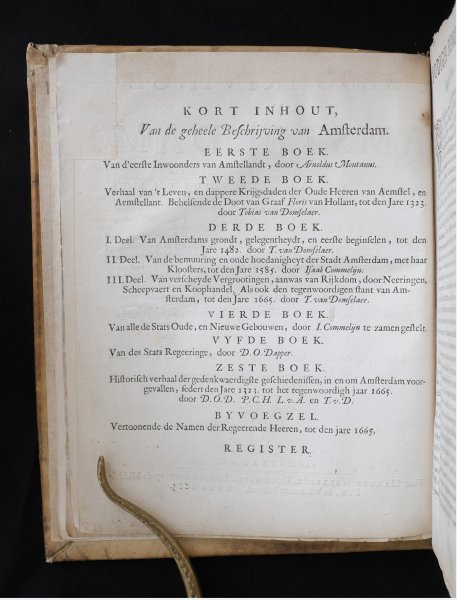 KORT INHOUT,
Van de geheele Beschrijving van Amsterdam.
EERSTE BOEK.
Van d'eerste Inwoonders van Amstellandt, door Arnoldus Montanus.
TWEEDE BOEK.
Verhaal van 't Leven, en dappere Krijgsdaden der Oude Heeren van Aemstel, en
Aemstellant. Behelsende de Doot van Graaf Floris van Hollant, tot den Jare 1323.
door Tobias van Domselaer.
DERDE BOEK.
I. Deel. Van Amsterdams grondt, gelegentheydt, en eerste beginselen, tot den
Jare 1482. door T. van Domselaer.
II. Deel. Van de bemuuring en oude hoedanigheyt der Stadt Amsterdam, met haar
Kloosters, tot den Jare 1585. door Isaak Commelijn.
III. Deel. Van verscheyde Vergrootingen, aanwas van Rijkdom, door Neeringen,
Scheepvaert en Koophandel, Als ook den tegenwoordigen stant van Am-
sterdam, tot den Jare 1665. door T. van Domselaer.
VIERDE BOEK.
Van alle de Stats Oude, en Nieuwe Gebouwen, door I. Commelijn te zamen gestelt.
VYFDE BOEK.
Van des Stats Regeeringe, door D. O. Dapper.
ZESTE BOEK.
Historisch verhaal der gedenkwaerdigste geschiedenissen, in en om Amsterdam voor-
gevallen, sedert den Jare 1323. tot het tegenwoordigh jaar 1665.
door D.O.D. P.C.H. L.v.A. en T.v.D.
BYVOEGZEL.
Vertoonende de Namen der Regeerende Heeren, tot den jare 1665,
REGISTER.